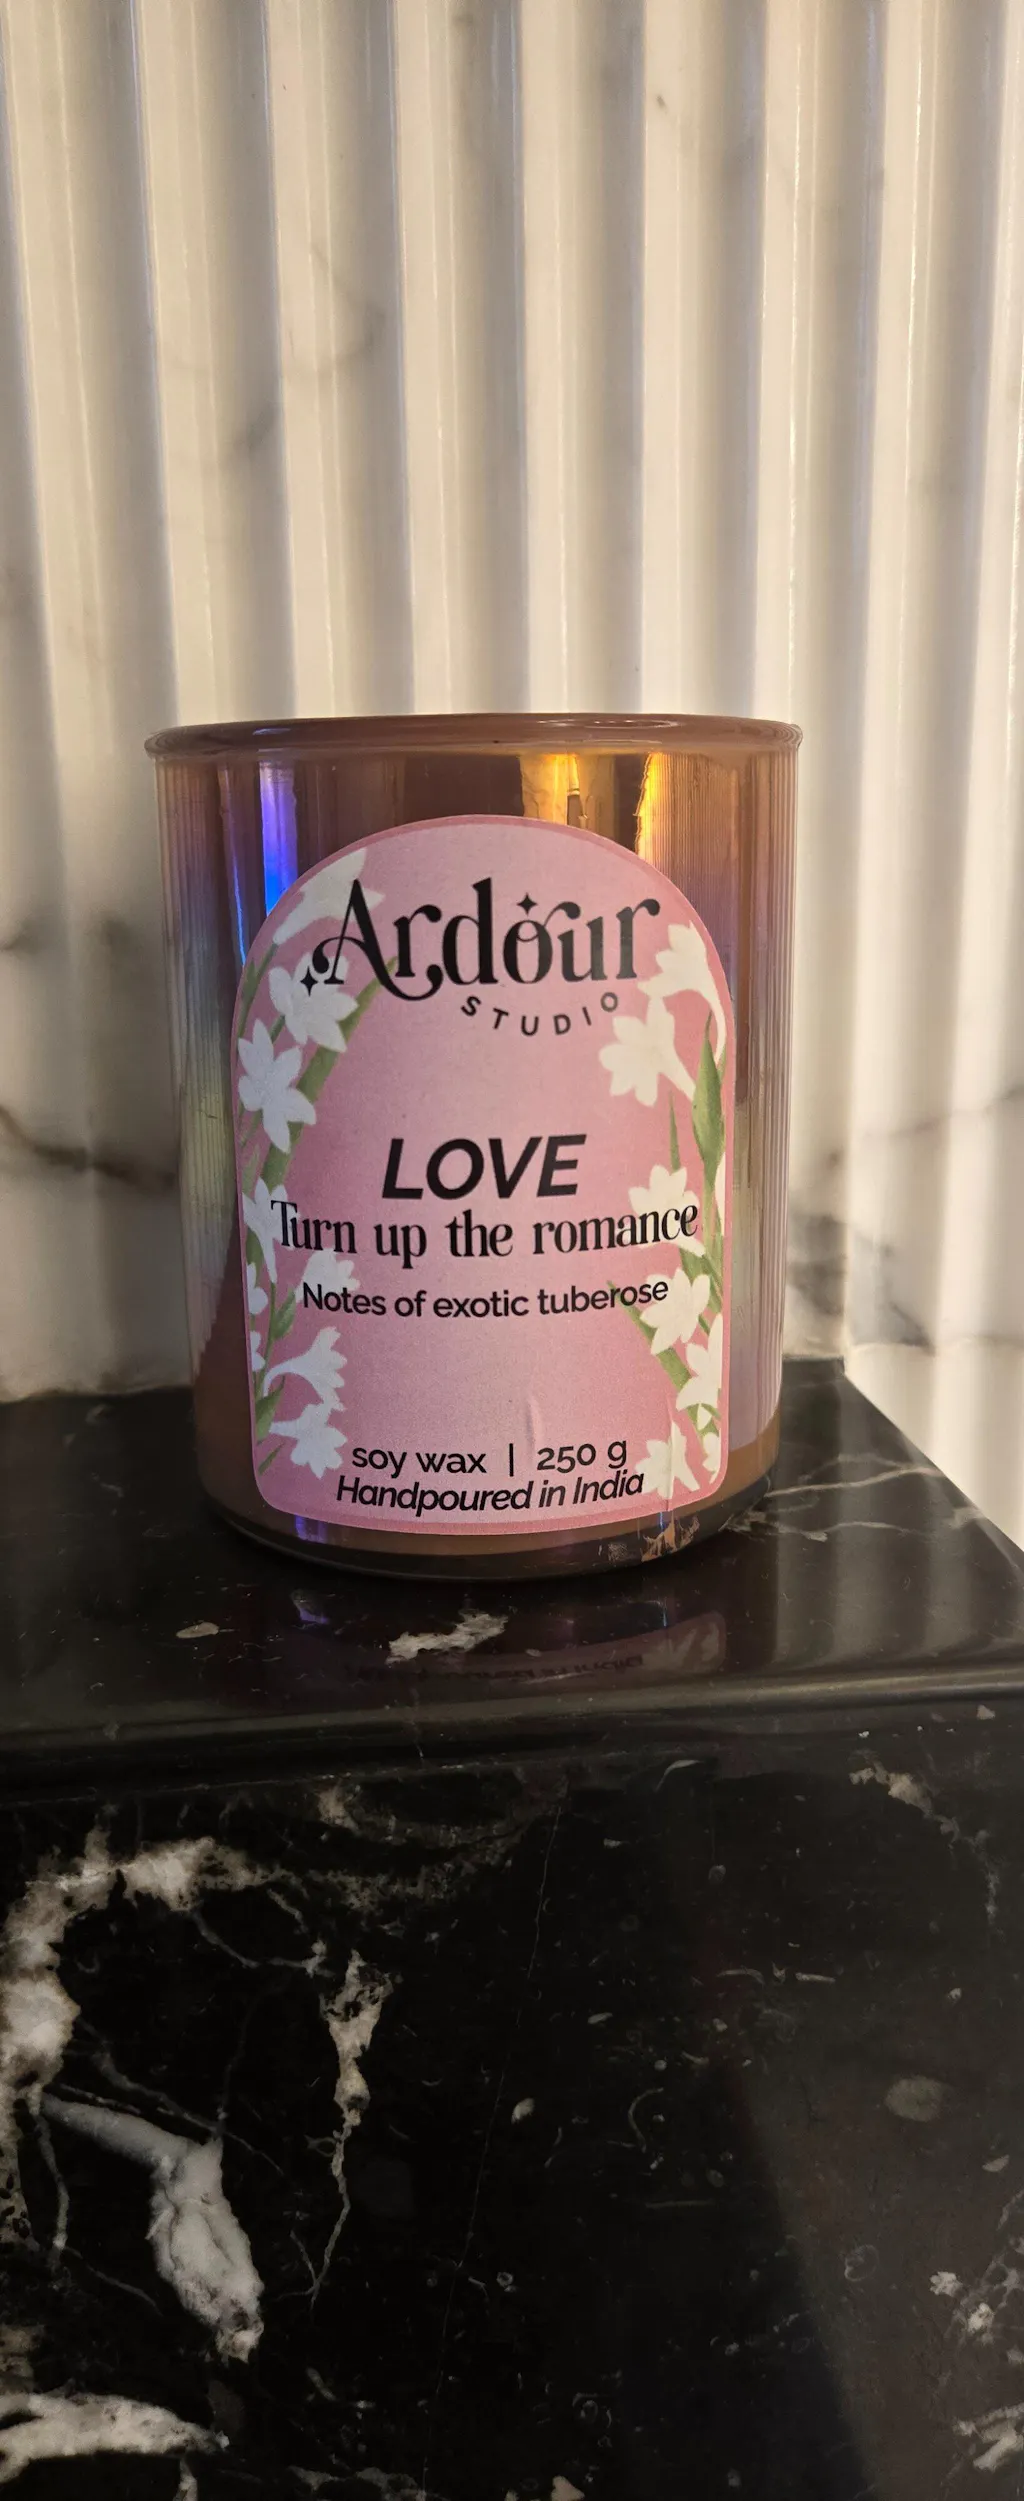 Ardour
STUDIO
LOVE
Turn up the romance
Notes of exotic tuberose
soy wax | 250 g
Handpoured in India